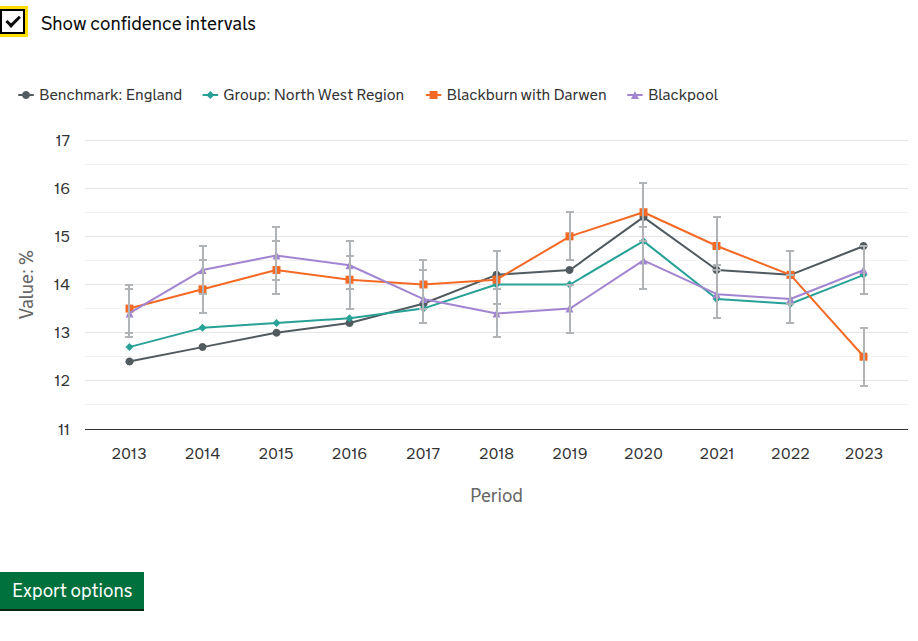 Show confidence intervals
Benchmark: England Group: North West Region Blackburn with Darwen Blackpool
17
16
15
14
13
12
11
Value: %
2013 2014 2015 2016 2017 2018 2019 2020 2021 2022 2023
Period
Export options